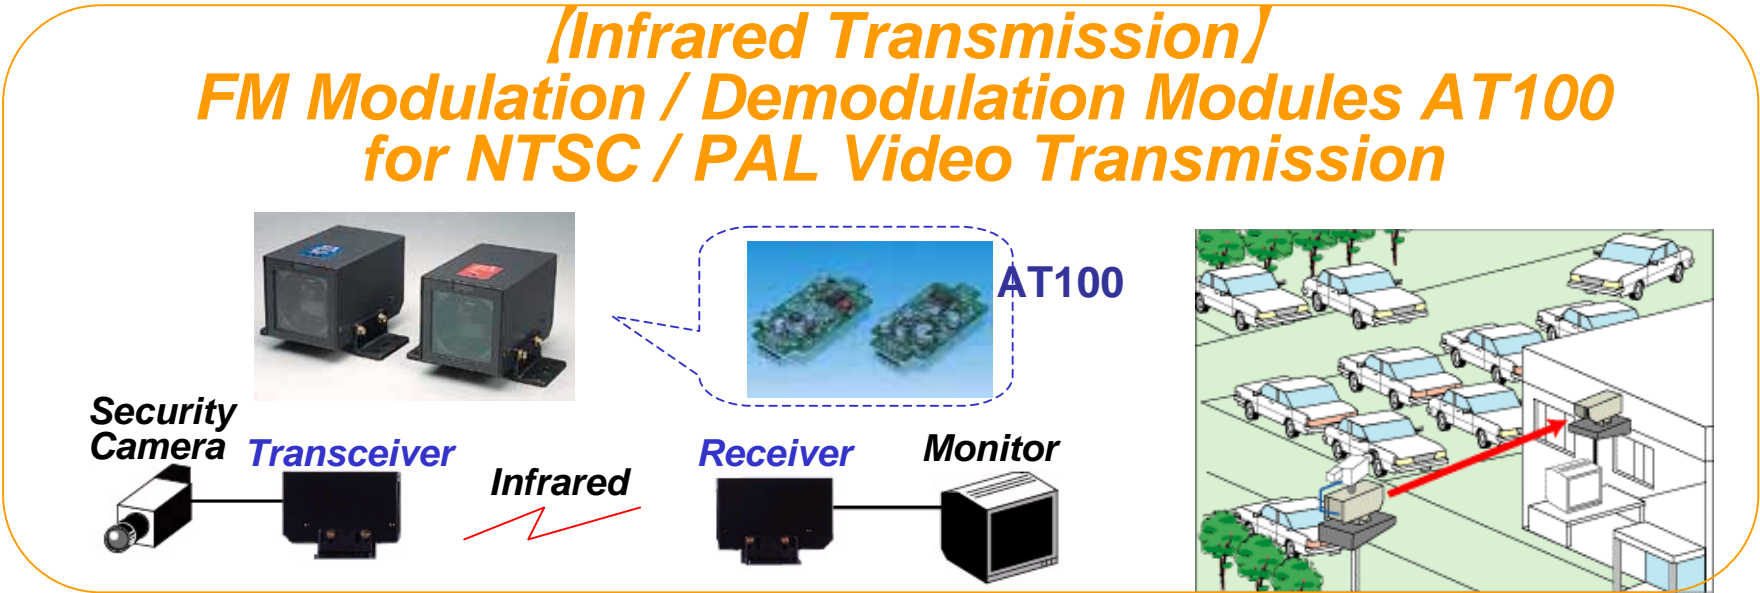 【Infrared Transmission】
FM Modulation / Demodulation Modules AT100
for NTSC / PAL Video Transmission
AT100
Security
Camera
Transceiver
Infrared
Receiver
Monitor